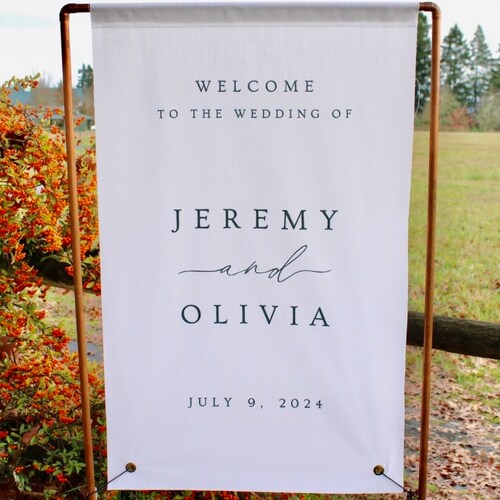 WELCOME
TO THE WEDDING OF
JEREMY
and
OLIVIA
JULY 9, 2024